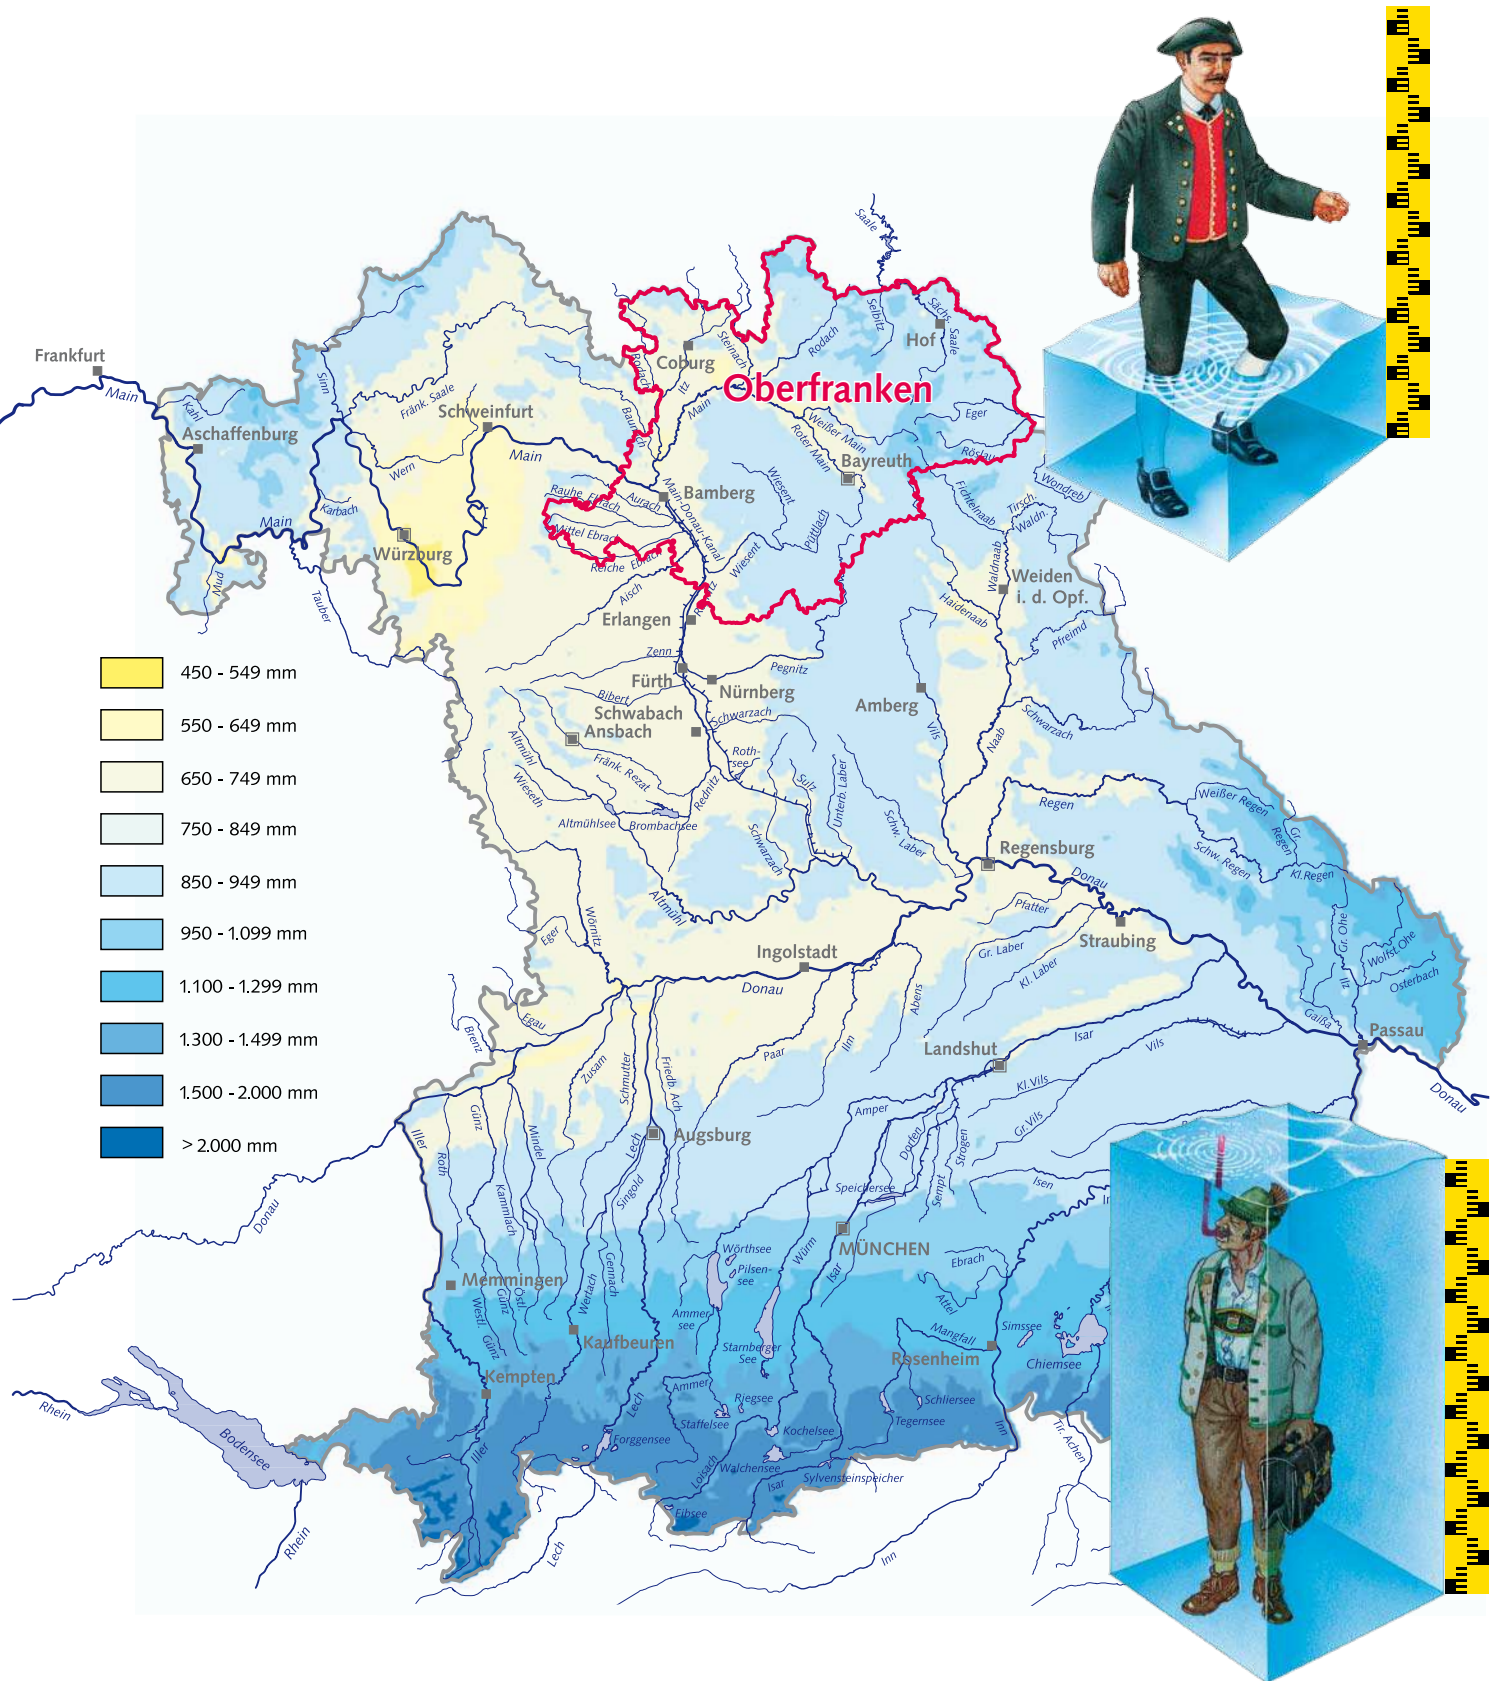 Saale
Selbitz
Sächs. Saale
Hof
Rodach
Steinach
Coburg
Rodach
Itz
Main
Oberfranken
Frankfurt
Main
Sinn
Kahl
Aschaffenburg
Fränk. Saale
Schweinfurt
Wern
Main
Baunach
Weißer Main
Roter Main
Bayreuth
Eger
Röslau
Wondreb
Tirsch.
Waldn.
Fichtelnaab
Karbach
Main
Würzburg
Rauhe Ebrach
Aurach
Bamberg
Main-Donau-Kanal
Wiesent
Püttlach
Mittel Ebrach
Reiche Ebrach
Wiesent
Mud
Tauber
Aisch
Erlangen
Waldnaab
Weiden
i. d. Opf.
Haidenaab
Pfreimd
Zenn
Fürth
Pegnitz
Nürnberg
Bibert
Schwabach
Ansbach
Schwarzach
Amberg
Vils
Naab
Schwarzach
Altmühl
Wieseth
Fränk. Rezat
Roth-
see
Rednitz
Sulz
Unterb. Laber
Altmühlsee
Brombachsee
Schwarzach
Schw. Laber
Regen
Weißer Regen
Gr.
Regen
Schw. Regen
Kl.Regen
Regensburg
Donau
Altmühl
Wörnitz
Eger
Pfatter
Straubing
Gr. Laber
Kl. Laber
Gr. Ohe
Wolfst. Ohe
Osterbach
Ilz
Gaißa
Passau
Donau
Ingolstadt
Donau
Abens
Ilm
Paar
Egau
Brenz
Zusam
Schmutter
Friedb. Ach
Isar
Landshut
Vils
Kl. Vils
Gr. Vils
Amper
Dorfen
Strogen
Sempt
Isen
Speichersee
Iller
Roth
Günz
Mindel
Kammlach
Lech
Singold
Augsburg
Donau
450 - 549 mm
550 - 649 mm
650 - 749 mm
750 - 849 mm
850 - 949 mm
950 - 1.099 mm
1.100 - 1.299 mm
1.300 - 1.499 mm
1.500 - 2.000 mm
> 2.000 mm
MÜNCHEN
Wörthsee
Pilsen-
see
Würm
Isar
Ebrach
Attel
Memmingen
Westl. Günz
Östl.
Günz
Wertach
Gennach
Ammer
see
Starnberger
See
Mangfall
Simssee
Chiemsee
Rosenheim
Kaufbeuren
Kempten
Lech
Ammer
Riegsee
Staffelsee
Kochelsee
Schliersee
Tegernsee
Inn
Tir. Achen
Forggensee
Loisach
Walchensee
Isar
Sylvensteinspeicher
Eibsee
Iller
Rhein
Bodensee
Rhein
Lech
Inn